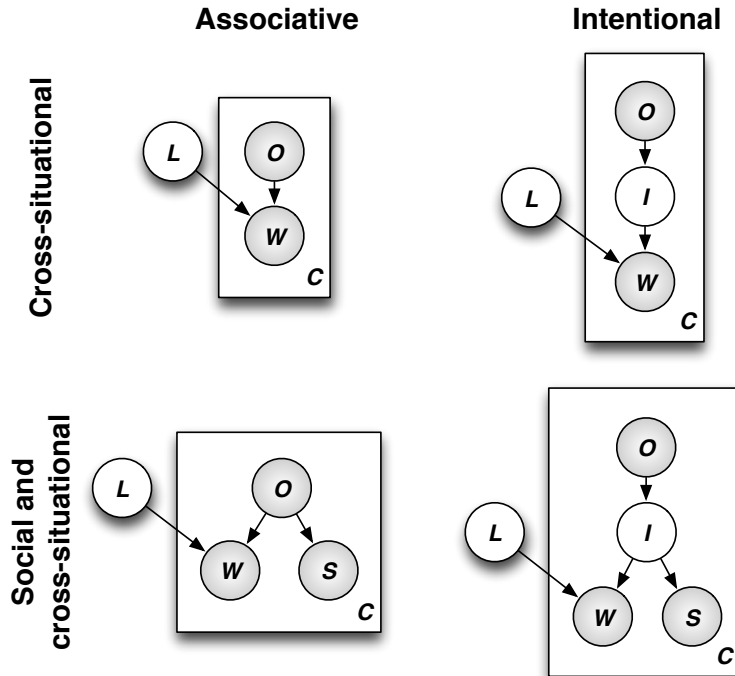 Associative
Intentional
Cross-situational
O
L
W
C
O
L
I
W
C
Social and
cross-situational
L
O
W
S
C
O
L
I
W
S
C